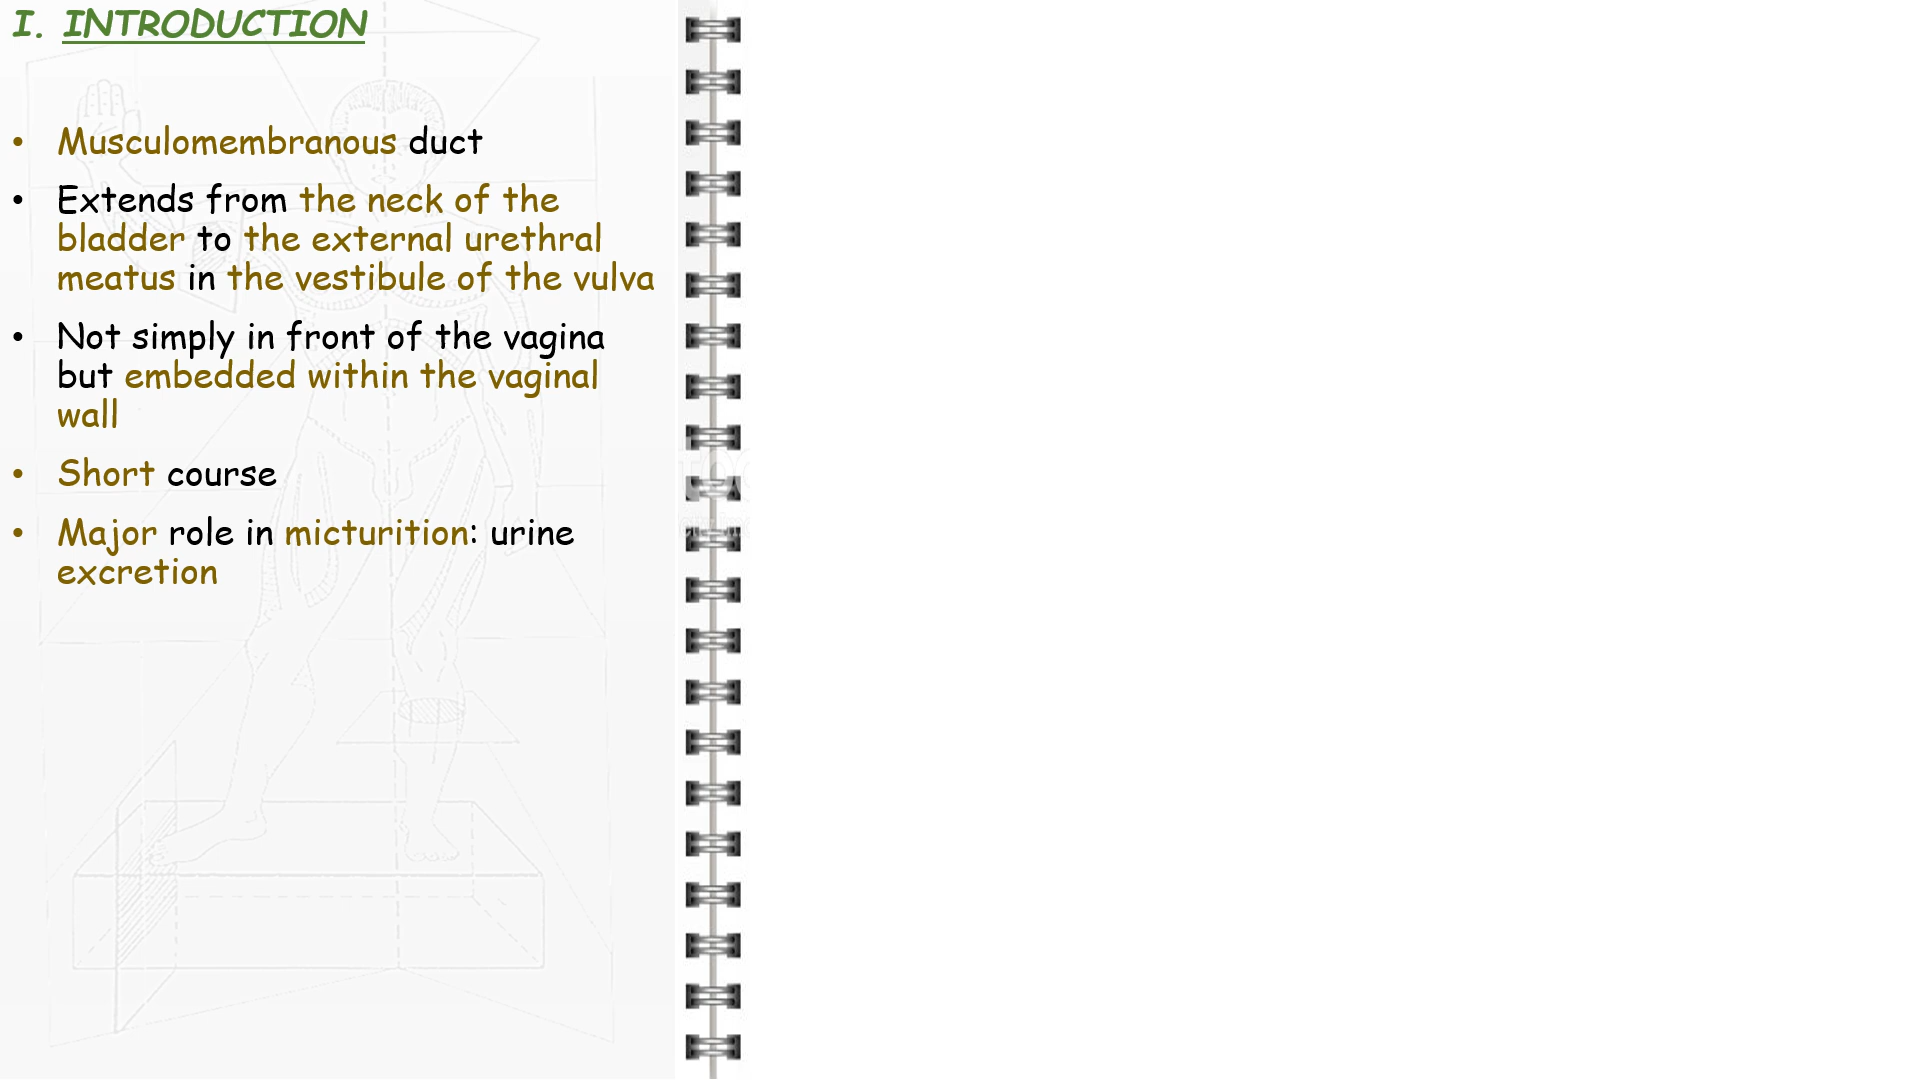 I. INTRODUCTION
• Musculomembranous duct
• Extends from the neck of the
bladder to the external urethral
meatus in the vestibule of the vulva
• Not simply in front of the vagina
but embedded within the vaginal
wall
• Short course
• Major role in micturition: urine
excretion